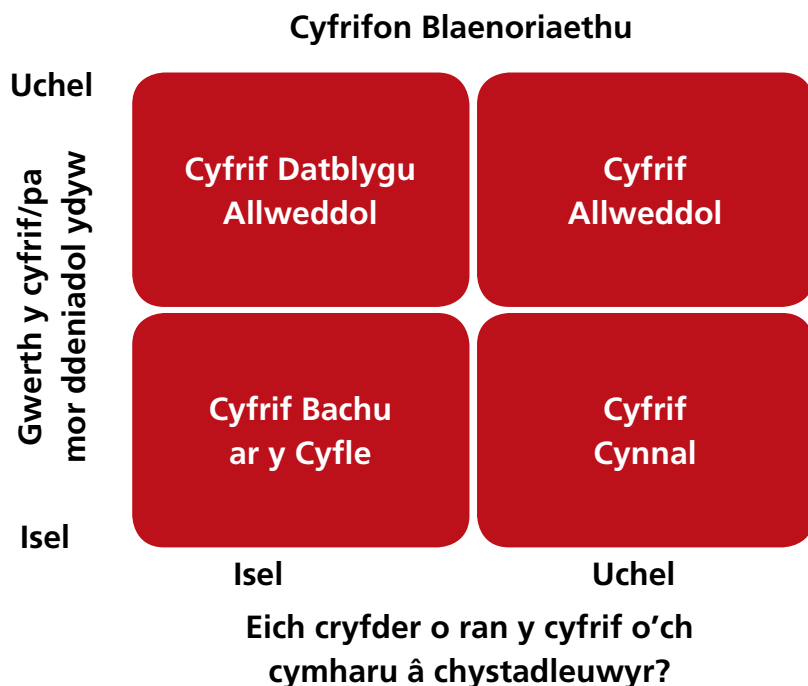 Cyfrifon Blaenoriaethu
Uchel
Gwerth y cyfrif/pa
mor ddeniadol ydyw
Isel
Cyfrif Datblygu
Allweddol
Cyfrif
Allweddol
Cyfrif Bachu
ar y Cyfle
Cyfrif
Cynnal
Isel
Uchel
Eich cryfder o ran y cyfrif o’ch
cymharu â chystadleuwyr?